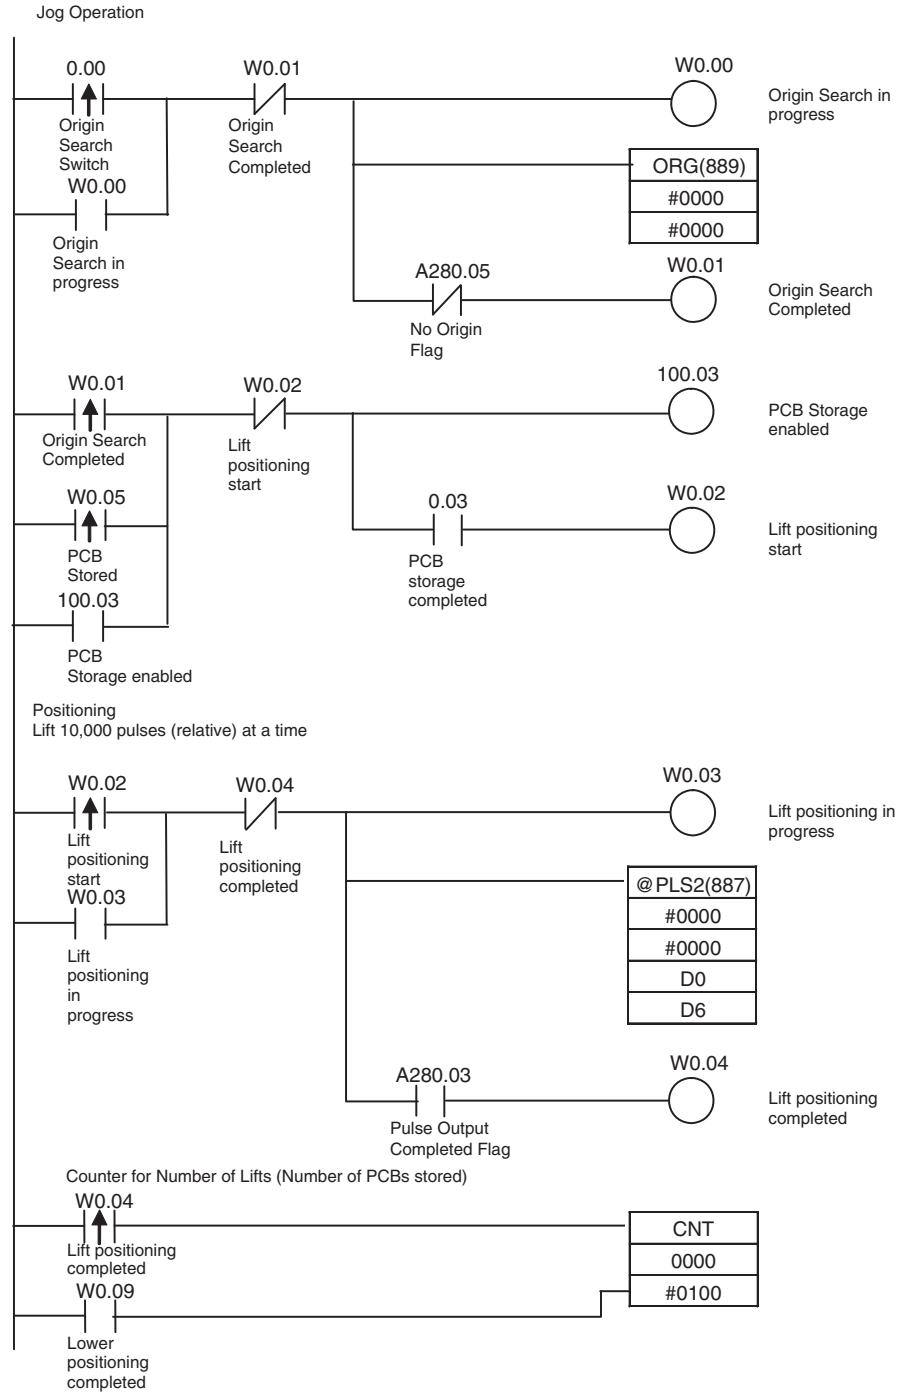 Jog Operation
0.00
W0.01
W0.00
Origin Search in
progress
Origin
Search
Switch
Origin
Search
Completed
ORG(889)
#0000
#0000
W0.00
Origin
Search in
progress
A280.05
W0.01
Origin Search
Completed
No Origin
Flag
W0.01
W0.02
100.03
PCB Storage
enabled
Origin Search
Completed
Lift
positioning
start
W0.05
0.03
W0.02
Lift positioning
start
PCB
Stored
PCB
storage
completed
100.03
PCB
Storage enabled
Positioning
Lift 10,000 pulses (relative) at a time
W0.02
W0.04
W0.03
Lift positioning in
progress
Lift
positioning
start
Lift
positioning
completed
@PLS2(887)
#0000
#0000
D0
D6
W0.03
Lift
positioning
in
progress
A280.03
W0.04
Lift positioning
completed
Pulse Output
Completed Flag
Counter for Number of Lifts (Number of PCBs stored)
W0.04
Lift positioning
completed
CNT
0000
#0100
W0.09
Lower
positioning
completed